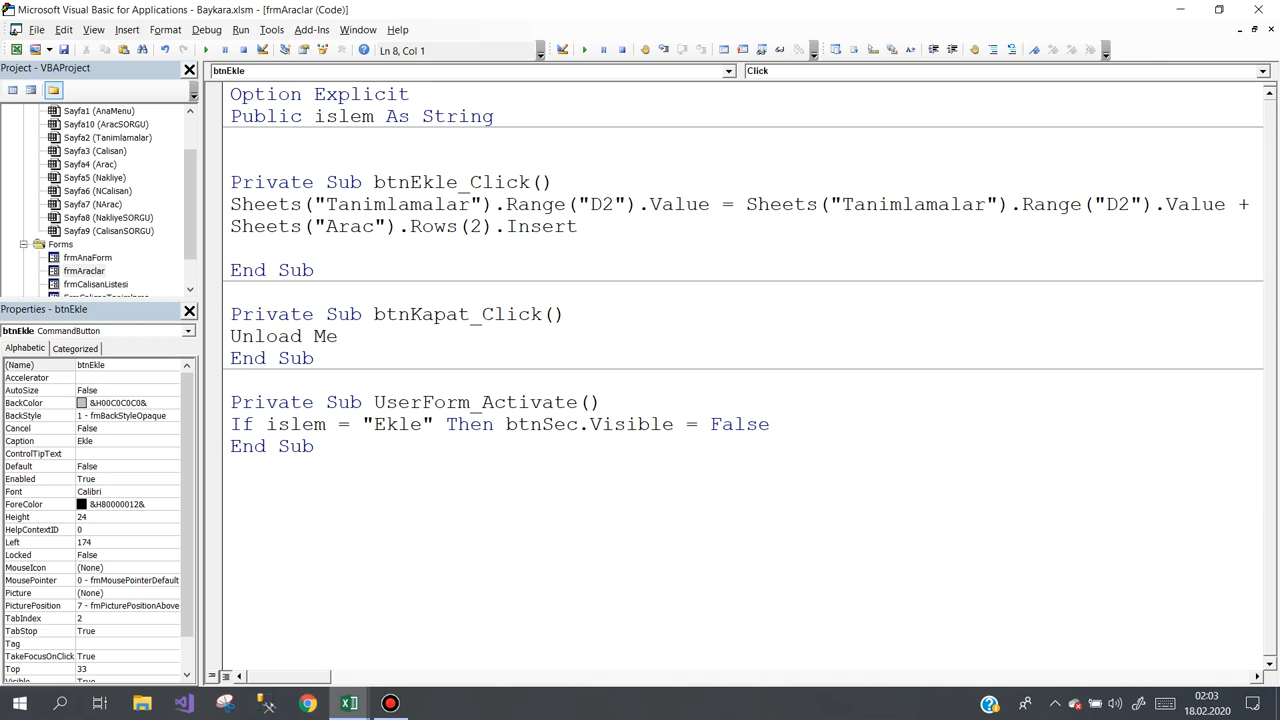 Microsoft Visual Basic for Applications - Baykara.xlsm - [frmAraclar (Code)]
File Edit View Insert Format Debug Run Tools Add-Ins Window Help
Ln 8, Col 1
Project - VBAProject
Sayfa1 (AnaMenu)
Sayfa10 (AracSORGU)
Sayfa2 (Tanimlamalar)
Sayfa3 (Calisan)
Sayfa4 (Arac)
Sayfa5 (Nakliye)
Sayfa6 (NCalisan)
Sayfa7 (NArac)
Sayfa8 (NakliyeSORGU)
Sayfa9 (CalisanSORGU)
Forms
frmAnaForm
frmAraclar
frmCalisanListesi
frmCalisanTanimlama
Properties - btnEkle
btnEkle CommandButton
Alphabetic Categorized
(Name) btnEkle
Accelerator
AutoSize False
BackColor &H00C0C0C0&
BackStyle 1 - fmBackStyleOpaque
Cancel False
Caption Ekle
ControlTipText
Default False
Enabled True
Font Calibri
ForeColor &H80000012&
Height 24
HelpContextID 0
Left 174
Locked False
MouseIcon (None)
MousePointer 0 - fmMousePointerDefault
Picture (None)
PicturePosition 7 - fmPicturePositionAbove
TabIndex 2
TabStop True
Tag
TakeFocusOnClick True
Top 33
Visible True
btnEkle Click
Option Explicit
Public islem As String
Private Sub btnEkle_Click()
Sheets("Tanimlamalar").Range("D2").Value = Sheets("Tanimlamalar").Range("D2").Value +
Sheets("Arac").Rows(2).Insert
End Sub
Private Sub btnKapat_Click()
Unload Me
End Sub
Private Sub UserForm_Activate()
If islem = "Ekle" Then btnSec.Visible = False
End Sub
02:03
18.02.2020